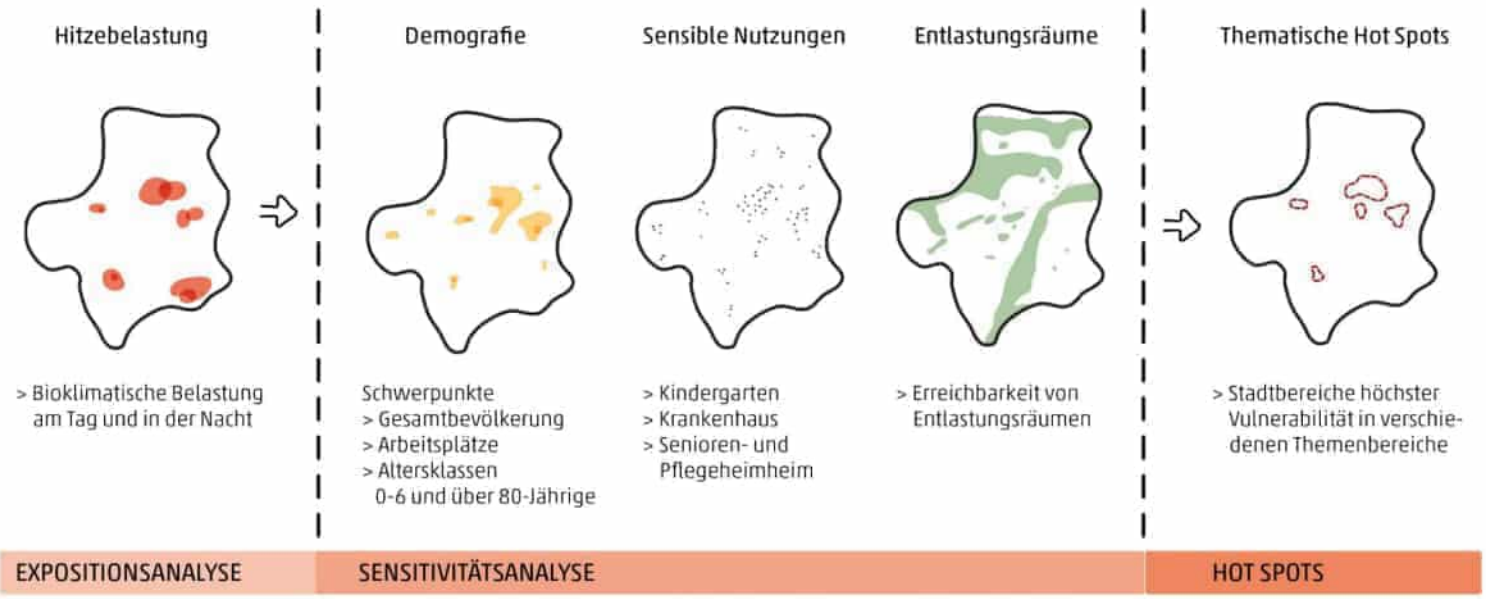 Hitzebelastung
Demografie
Sensible Nutzungen
Entlastungsräume
Thematische Hot Spots
> Bioklimatische Belastung
am Tag und in der Nacht
Schwerpunkte
> Gesamtbevölkerung
> Arbeitsplätze
> Altersklassen
0-6 und über 80-Jährige
> Kindergarten
> Krankenhaus
> Senioren- und
Pflegeheimheim
> Erreichbarkeit von
Entlastungsräumen
> Stadtbereiche höchster
Vulnerabilität in verschie-
denen Themenbereiche
EXPOSITIONSANALYSE
SENSITIVITÄTSANALYSE
HOT SPOTS